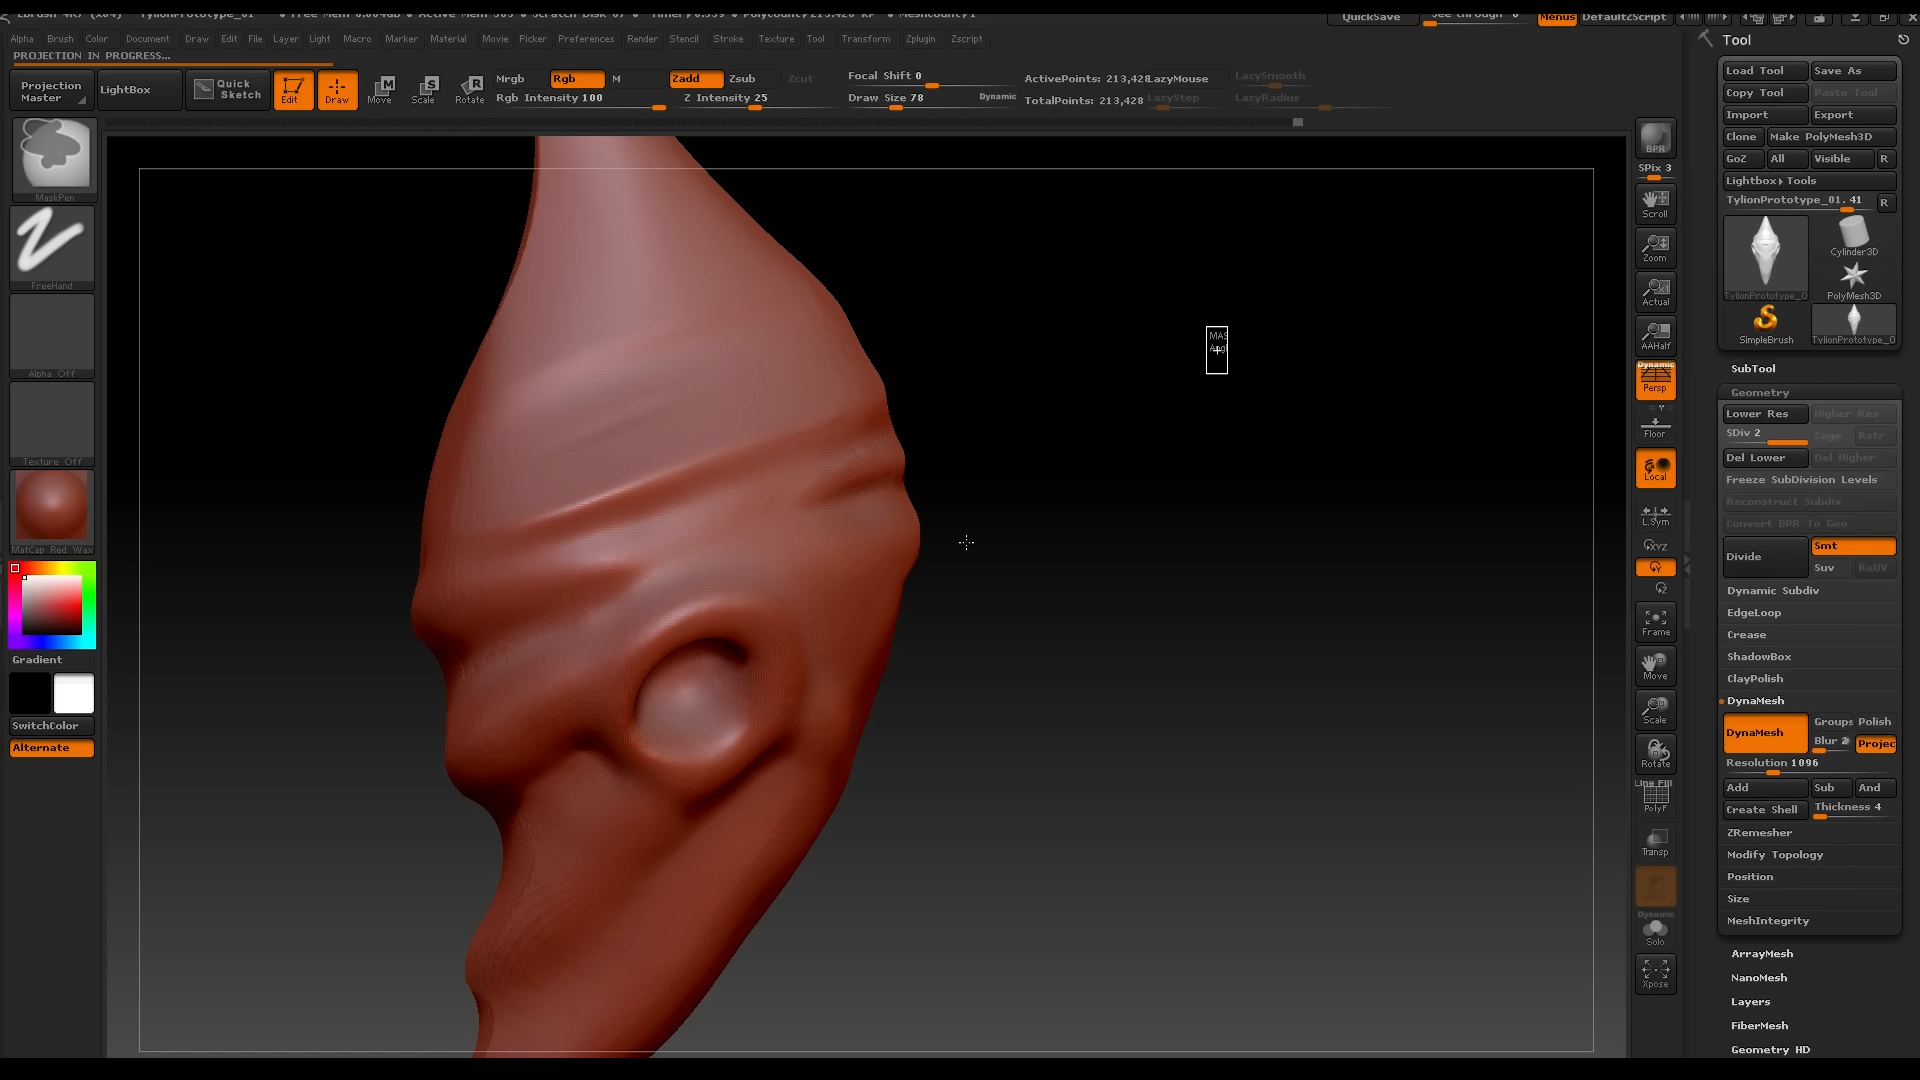 TylionPrototype_01
QuickSave See through 0 Menus DefaultZScript
Alpha Brush Color Document Draw Edit File Layer Light Macro Marker Material Movie Picker Preferences Render Stencil Stroke Texture Tool Transform Zplugin Zscript
PROJECTION IN PROGRESS...
Tool
Load Tool Save As
Copy Tool Paste Tool
Import Export
Clone Make PolyMesh3D
GoZ All Visible R
Lightbox▸Tools
TylionPrototype_01. 41 R
TylionPrototype_0
Cylinder3D
PolyMesh3D
SimpleBrush
TylionPrototype_0
SubTool
Geometry
Lower Res Higher Res
SDiv 2 Cage Rstr
Del Lower Del Higher
Freeze SubDivision Levels
Reconstruct Subdiv
Convert BPR To Geo
Divide Smt
Suv ReUV
Dynamic Subdiv
EdgeLoop
Crease
ShadowBox
ClayPolish
DynaMesh
DynaMesh Groups Polish
Blur 2 Projec
Resolution 1096
Add Sub And
Create Shell Thickness 4
ZRemesher
Modify Topology
Position
Size
MeshIntegrity
ArrayMesh
NanoMesh
Layers
FiberMesh
Geometry HD
Projection Master
LightBox
Quick Sketch
Edit
Draw
Move
Scale
Rotate
Mrgb Rgb M
Rgb Intensity 100
Zadd Zsub Zcut
Z Intensity 25
Focal Shift 0
Draw Size 78
Dynamic
ActivePoints: 213,428
TotalPoints: 213,428
LazyMouse
LazyStep
LazySmooth
LazyRadius
MaskPen
FreeHand
Alpha Off
Texture Off
MatCap Red Wax
Gradient
SwitchColor
Alternate
BPR
SPix 3
Scroll
Zoom
Actual
AAHalf
Dynamic
Persp
Floor
Local
L.Sym
XYZ
Y
Z
Frame
Move
Scale
Rotate
Line Fill
PolyF
Transp
Dynamic
Solo
Xpose